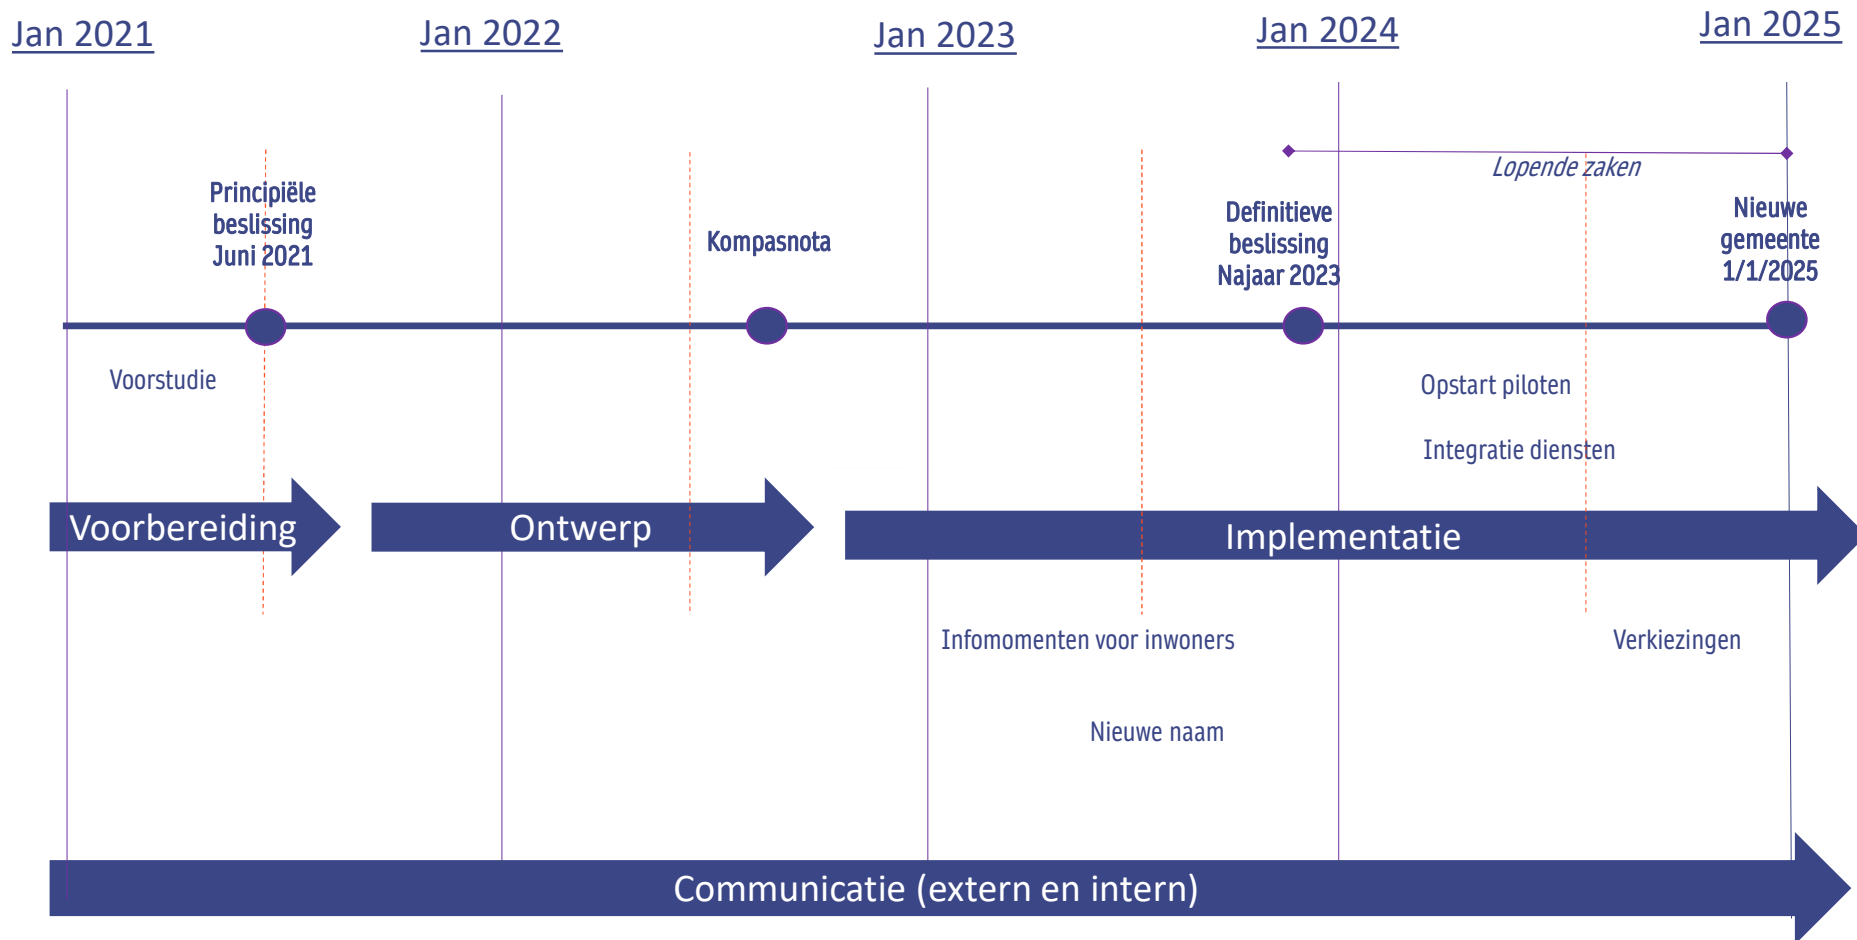 Jan 2021
Jan 2022
Jan 2023
Jan 2024
Jan 2025
Lopende zaken
Principiële
beslissing
Juni 2021
Kompasnota
Definitieve
beslissing
Najaar 2023
Nieuwe
gemeente
1/1/2025
Voorstudie
Opstart piloten
Integratie diensten
Voorbereiding
Ontwerp
Implementatie
Infomomenten voor inwoners
Verkiezingen
Nieuwe naam
Communicatie (extern en intern)